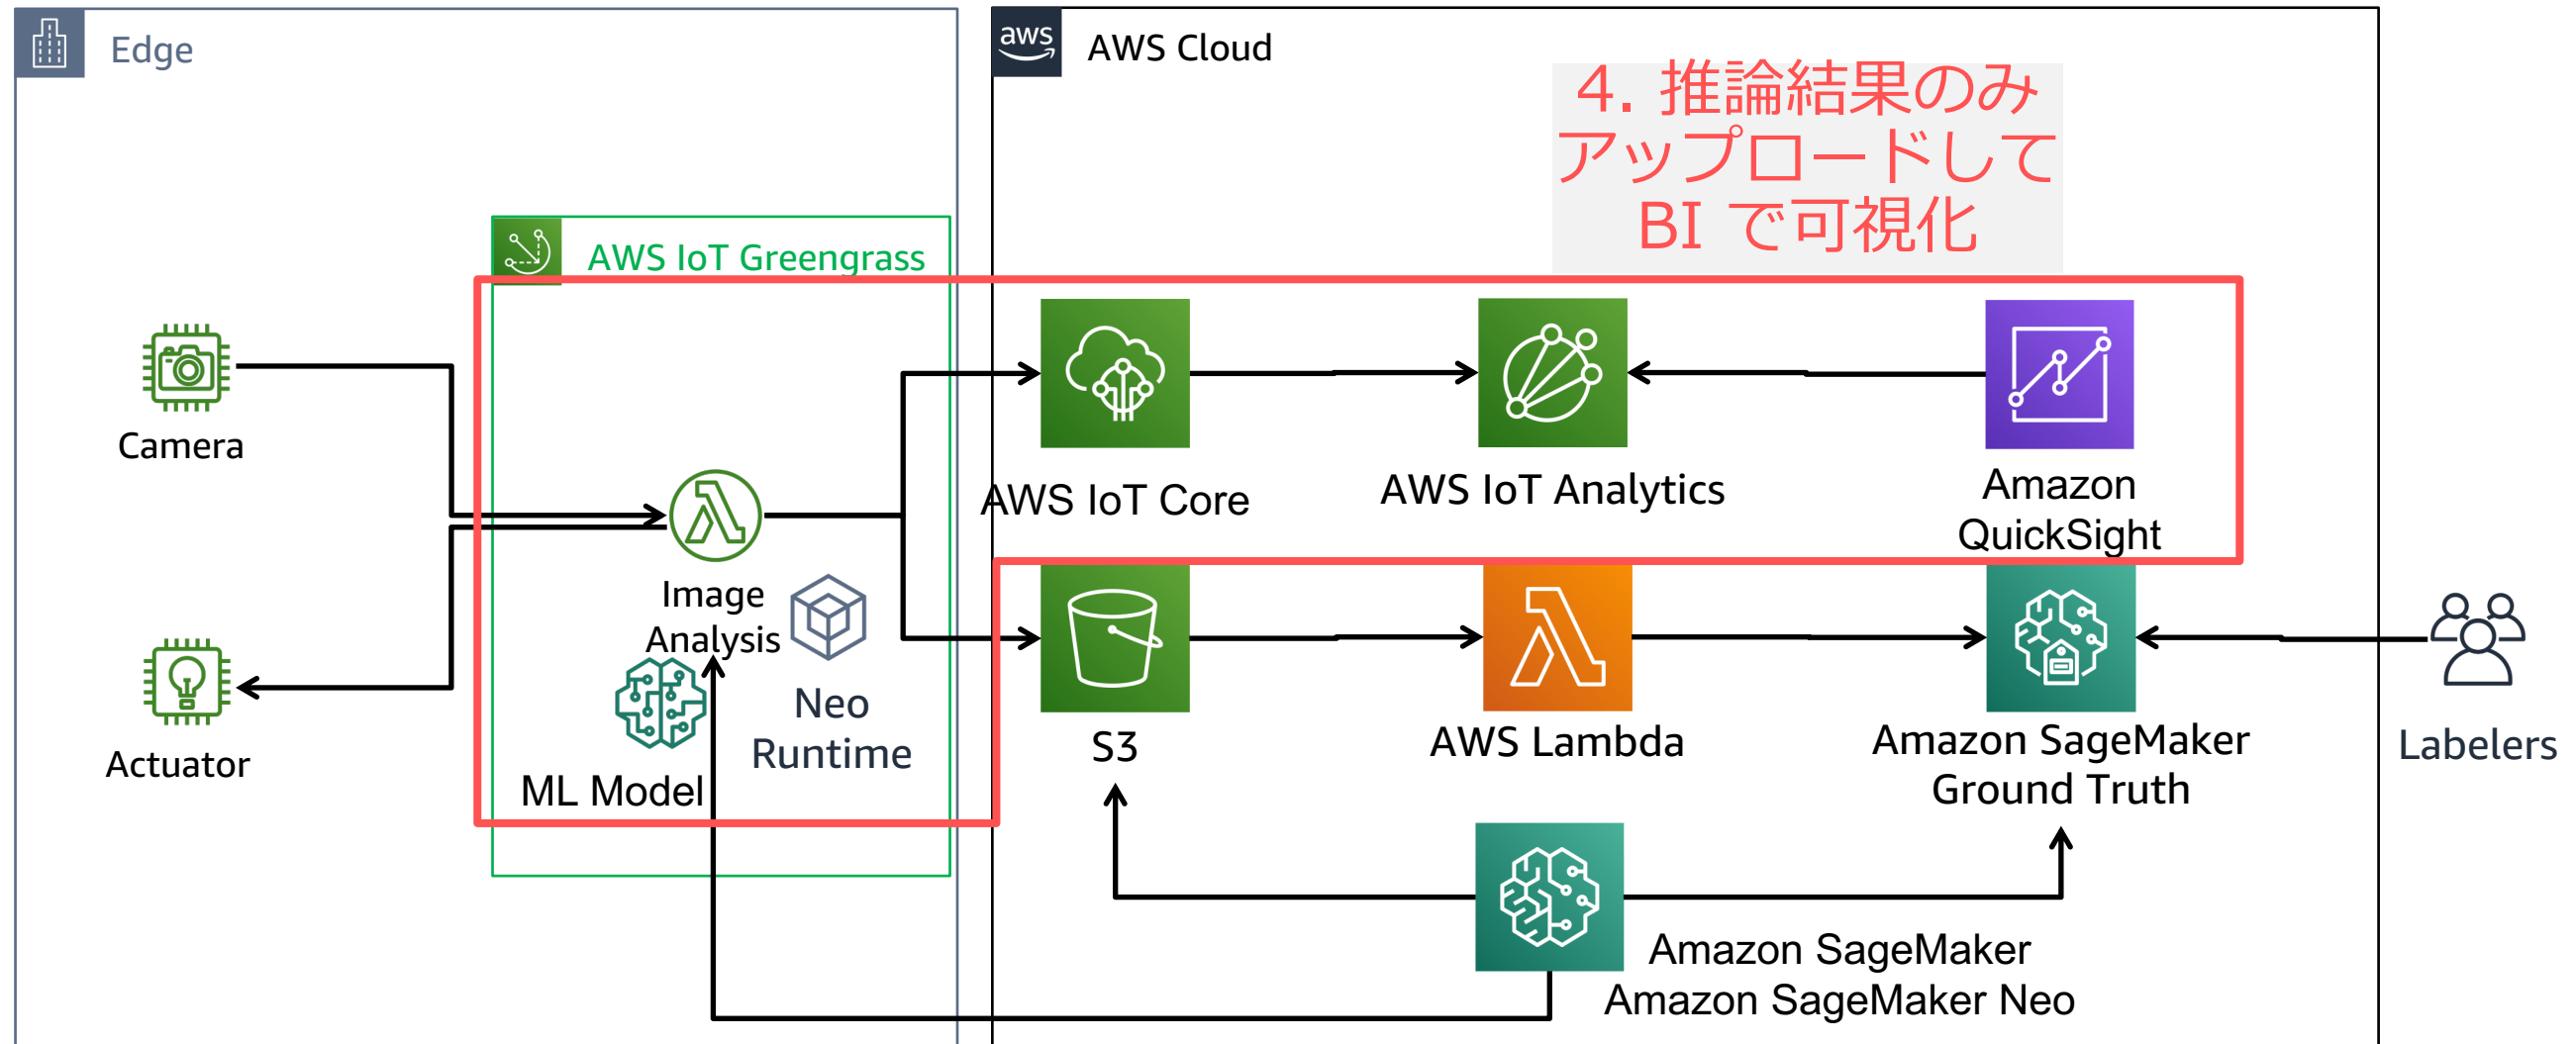 Edge
aws
AWS Cloud
4. 推論結果のみ
アップロードして
BI で可視化
AWS IoT Greengrass
Camera
AWS IoT Core
AWS IoT Analytics
Amazon
QuickSight
Image
Analysis
Neo
Runtime
ML Model
Actuator
S3
AWS Lambda
Amazon SageMaker
Ground Truth
Labelers
Amazon SageMaker
Amazon SageMaker Neo